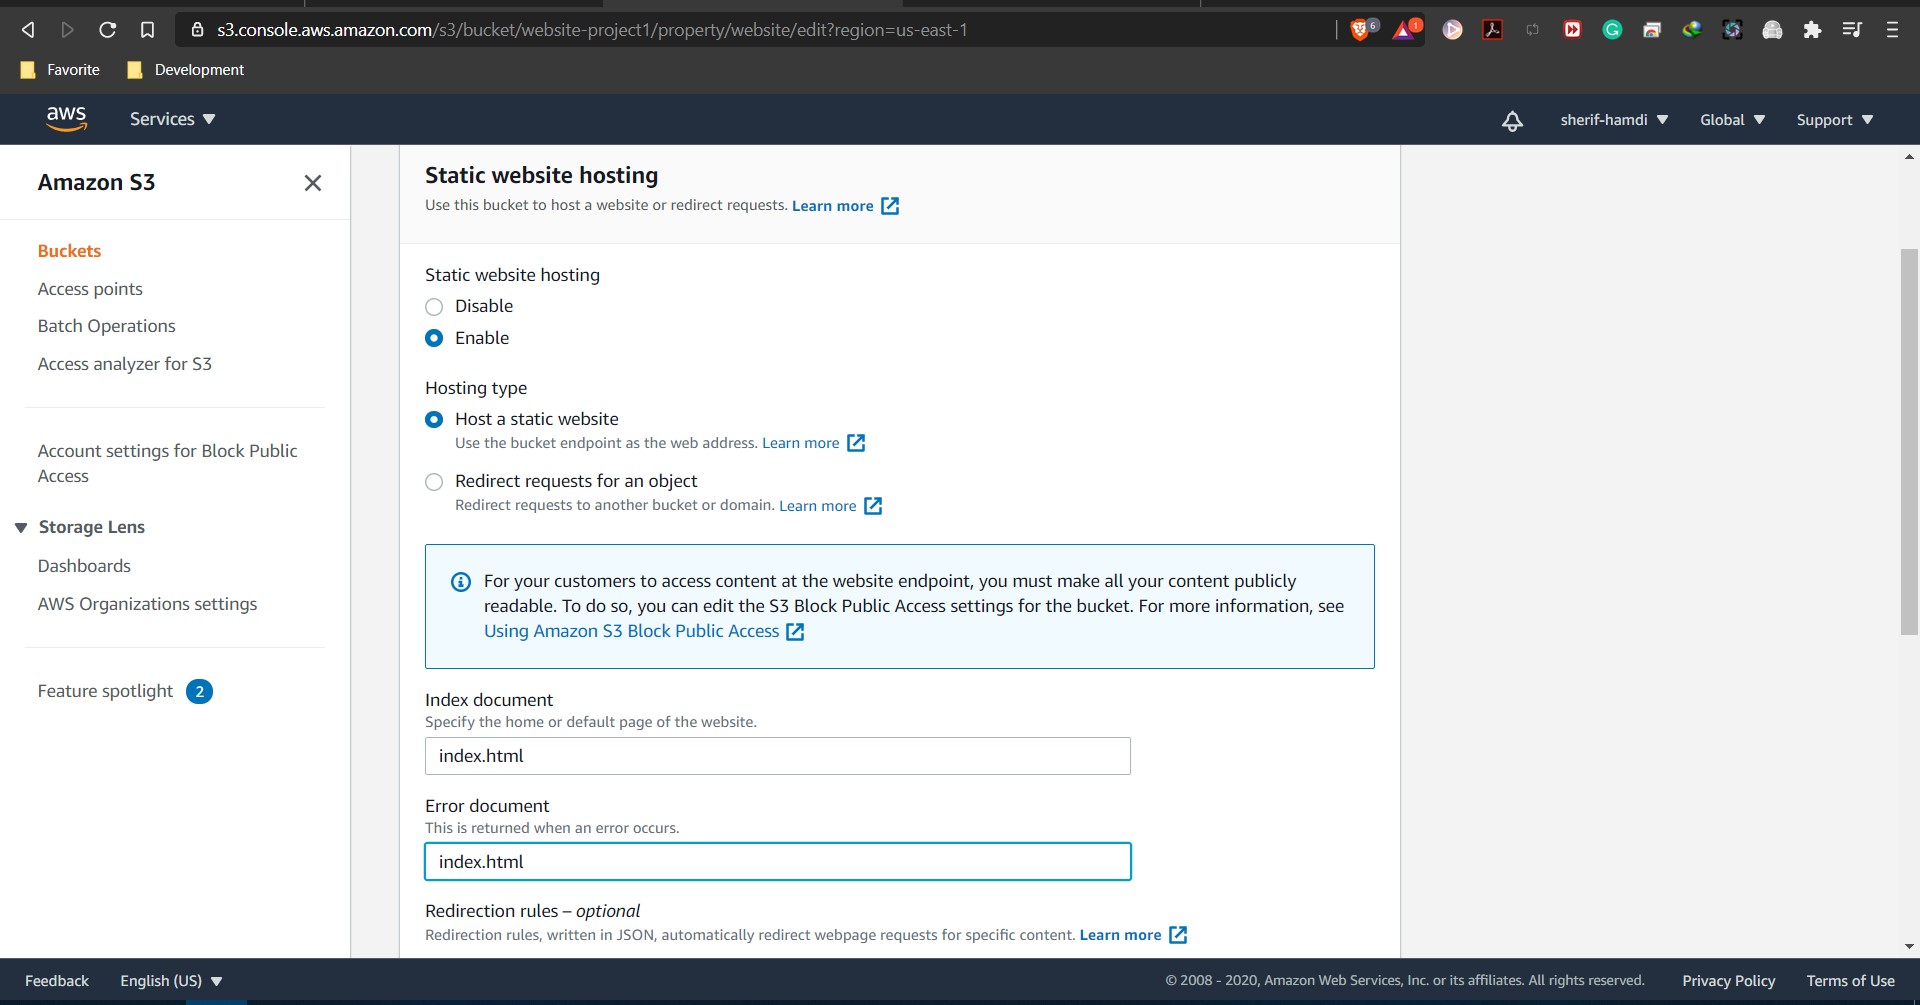 s3.console.aws.amazon.com/s3/bucket/website-project1/property/website/edit?region=us-east-1
6
1
Favorite
Development
aws
Services
sherif-hamdi
Global
Support
Amazon S3
Buckets
Access points
Batch Operations
Access analyzer for S3
Account settings for Block Public
Access
Storage Lens
Dashboards
AWS Organizations settings
Feature spotlight 2
Static website hosting
Use this bucket to host a website or redirect requests. Learn more
Static website hosting
Disable
Enable
Hosting type
Host a static website
Use the bucket endpoint as the web address. Learn more
Redirect requests for an object
Redirect requests to another bucket or domain. Learn more
For your customers to access content at the website endpoint, you must make all your content publicly
readable. To do so, you can edit the S3 Block Public Access settings for the bucket. For more information, see
Using Amazon S3 Block Public Access
Index document
Specify the home or default page of the website.
index.html
Error document
This is returned when an error occurs.
index.html
Redirection rules – optional
Redirection rules, written in JSON, automatically redirect webpage requests for specific content. Learn more
Feedback
English (US)
© 2008 - 2020, Amazon Web Services, Inc. or its affiliates. All rights reserved.
Privacy Policy
Terms of Use